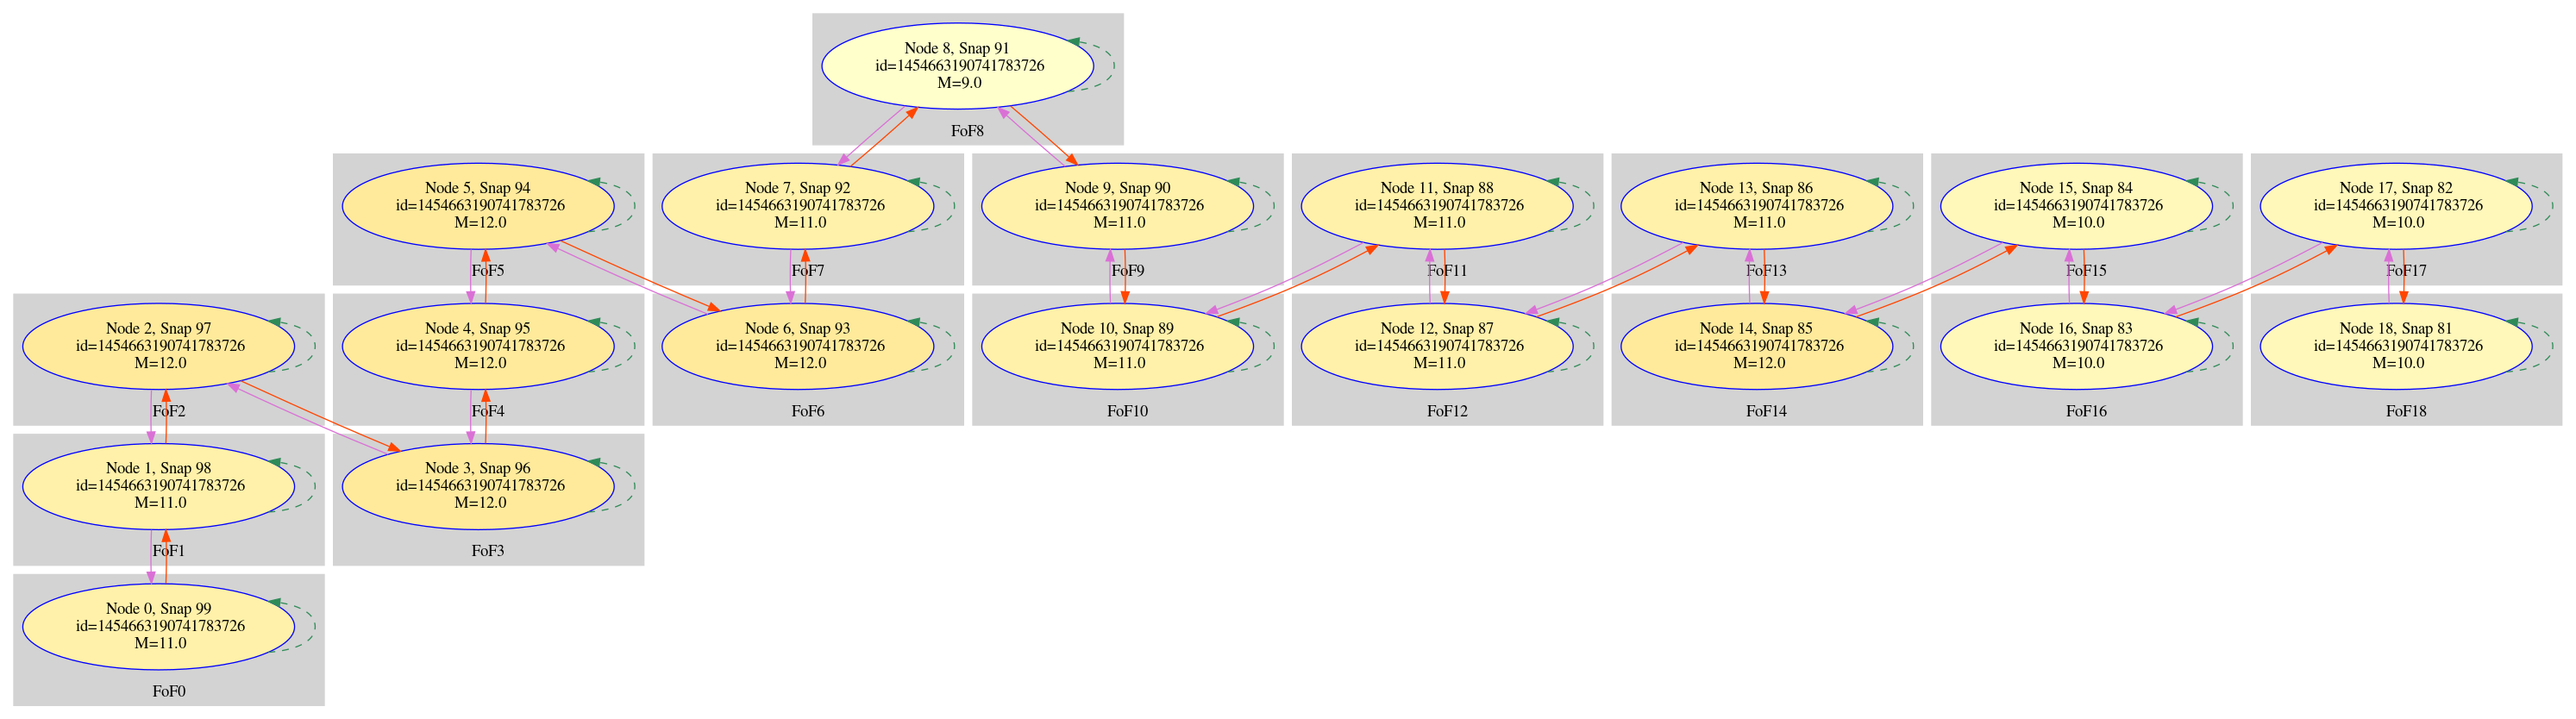 Node 8, Snap 91
id=1454663190741783726
M=9.0
FoF8
Node 5, Snap 94
id=1454663190741783726
M=12.0
FoF5
Node 7, Snap 92
id=1454663190741783726
M=11.0
FoF7
Node 9, Snap 90
id=1454663190741783726
M=11.0
FoF9
Node 11, Snap 88
id=1454663190741783726
M=11.0
FoF11
Node 13, Snap 86
id=1454663190741783726
M=11.0
FoF13
Node 15, Snap 84
id=1454663190741783726
M=10.0
FoF15
Node 17, Snap 82
id=1454663190741783726
M=10.0
FoF17
Node 2, Snap 97
id=1454663190741783726
M=12.0
FoF2
Node 4, Snap 95
id=1454663190741783726
M=12.0
FoF4
Node 6, Snap 93
id=1454663190741783726
M=12.0
FoF6
Node 10, Snap 89
id=1454663190741783726
M=11.0
FoF10
Node 12, Snap 87
id=1454663190741783726
M=11.0
FoF12
Node 14, Snap 85
id=1454663190741783726
M=12.0
FoF14
Node 16, Snap 83
id=1454663190741783726
M=10.0
FoF16
Node 18, Snap 81
id=1454663190741783726
M=10.0
FoF18
Node 1, Snap 98
id=1454663190741783726
M=11.0
FoF1
Node 3, Snap 96
id=1454663190741783726
M=12.0
FoF3
Node 0, Snap 99
id=1454663190741783726
M=11.0
FoF0